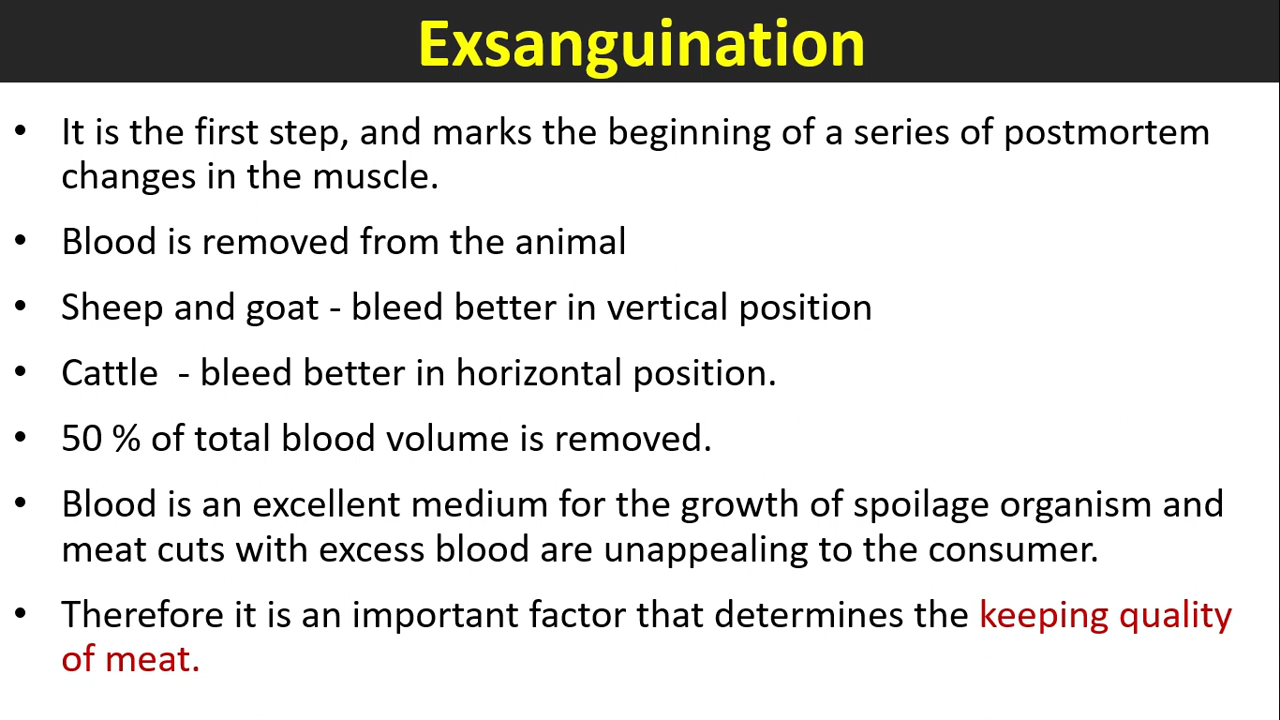 Exsanguination
• It is the first step, and marks the beginning of a series of postmortem
changes in the muscle.
• Blood is removed from the animal
• Sheep and goat - bleed better in vertical position
• Cattle  - bleed better in horizontal position.
• 50 % of total blood volume is removed.
• Blood is an excellent medium for the growth of spoilage organism and
meat cuts with excess blood are unappealing to the consumer.
• Therefore it is an important factor that determines the keeping quality
of meat.